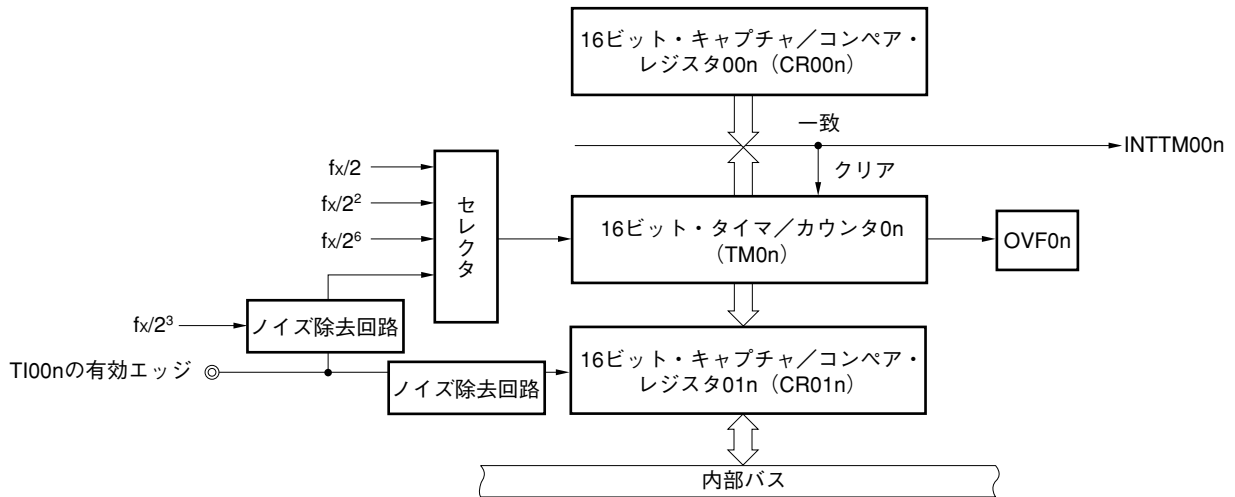 16ビット・キャプチャ／コンペア・
レジスタ00n（CR00n）
一致
INTTM00n
クリア
fx/2
fx/2²
fx/2⁶
セレクタ
16ビット・タイマ／カウンタ0n
（TM0n）
OVF0n
fx/2³
ノイズ除去回路
TI00nの有効エッジ
ノイズ除去回路
16ビット・キャプチャ／コンペア・
レジスタ01n（CR01n）
内部バス